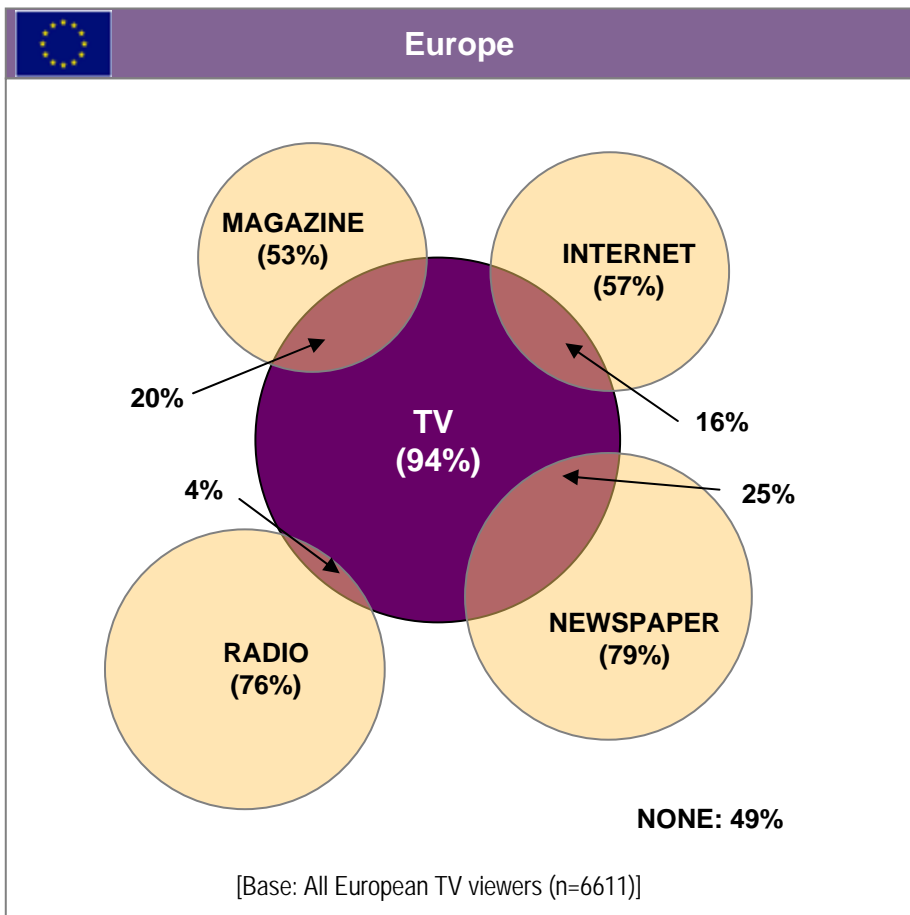 Europe
MAGAZINE
(53%)
INTERNET
(57%)
20%
TV
(94%)
16%
4%
25%
RADIO
(76%)
NEWSPAPER
(79%)
NONE: 49%
[Base: All European TV viewers (n=6611)]